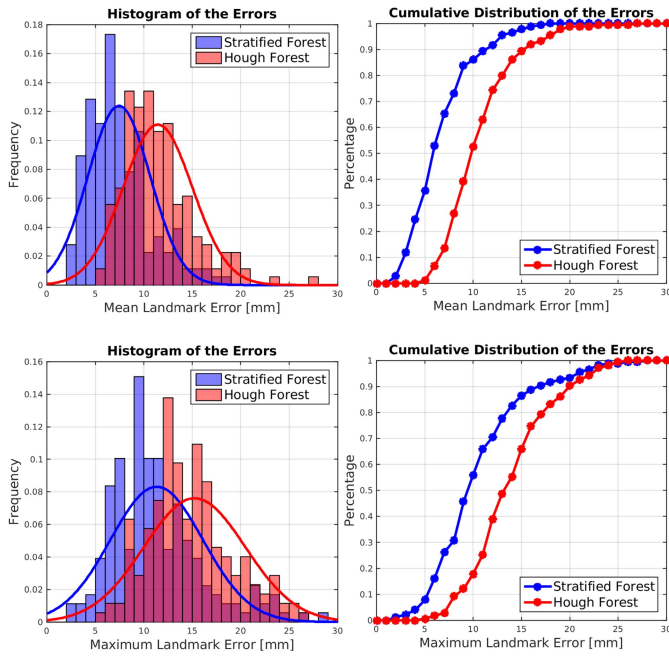 Histogram of the Errors
0.18
0.16
0.14
0.12
0.1
0.08
0.06
0.04
0.02
0
Frequency
Stratified Forest
Hough Forest
0 5 10 15 20 25 30
Mean Landmark Error [mm]
Cumulative Distribution of the Errors
1
0.9
0.8
0.7
0.6
0.5
0.4
0.3
0.2
0.1
0
Percentage
Stratified Forest
Hough Forest
0 5 10 15 20 25 30
Mean Landmark Error [mm]
Histogram of the Errors
0.16
0.14
0.12
0.1
0.08
0.06
0.04
0.02
0
Frequency
Stratified Forest
Hough Forest
0 5 10 15 20 25 30
Maximum Landmark Error [mm]
Cumulative Distribution of the Errors
1
0.9
0.8
0.7
0.6
0.5
0.4
0.3
0.2
0.1
0
Percentage
Stratified Forest
Hough Forest
0 5 10 15 20 25 30
Maximum Landmark Error [mm]